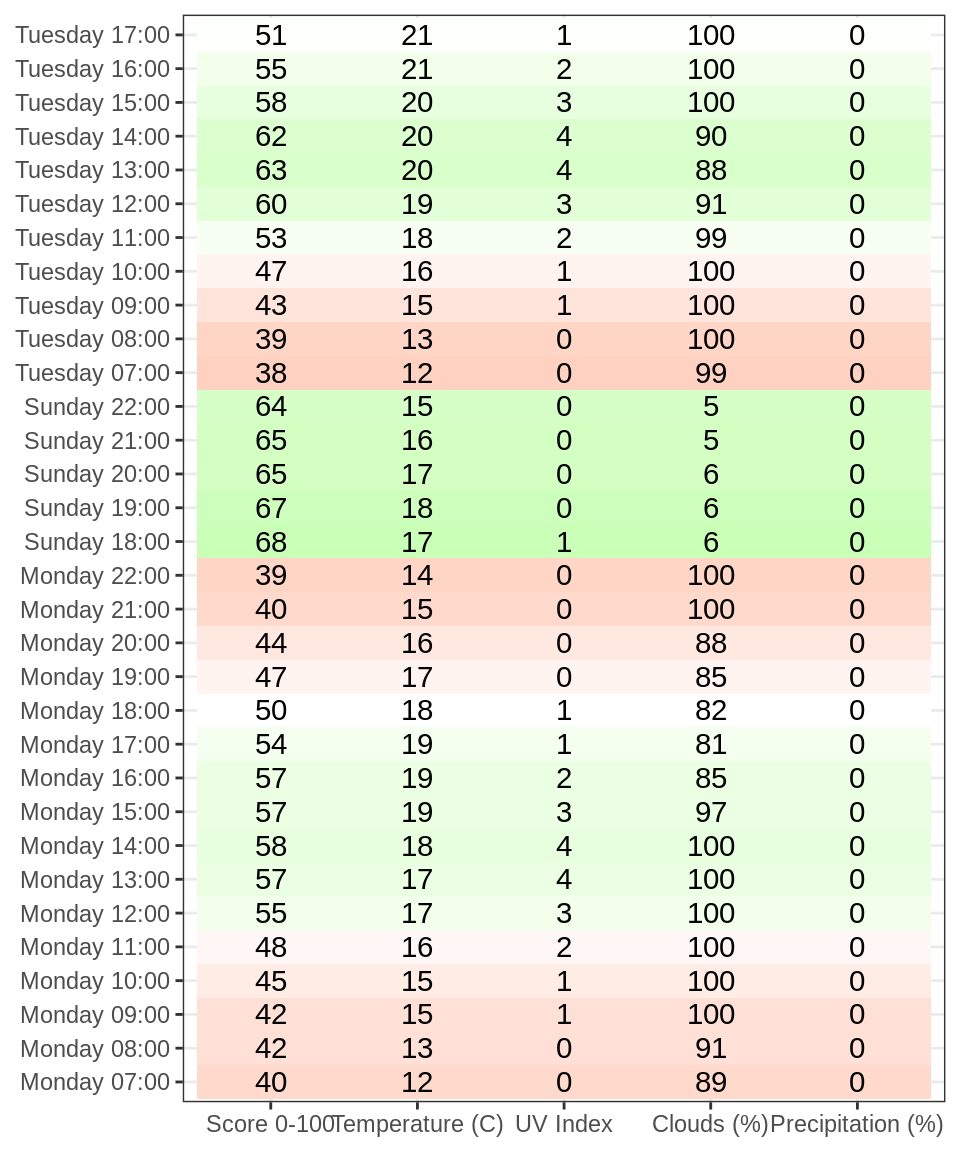 Tuesday 17:00 51 21 1 100 0
Tuesday 16:00 55 21 2 100 0
Tuesday 15:00 58 20 3 100 0
Tuesday 14:00 62 20 4 90 0
Tuesday 13:00 63 20 4 88 0
Tuesday 12:00 60 19 3 91 0
Tuesday 11:00 53 18 2 99 0
Tuesday 10:00 47 16 1 100 0
Tuesday 09:00 43 15 1 100 0
Tuesday 08:00 39 13 0 100 0
Tuesday 07:00 38 12 0 99 0
Sunday 22:00 64 15 0 5 0
Sunday 21:00 65 16 0 5 0
Sunday 20:00 65 17 0 6 0
Sunday 19:00 67 18 0 6 0
Sunday 18:00 68 17 1 6 0
Monday 22:00 39 14 0 100 0
Monday 21:00 40 15 0 100 0
Monday 20:00 44 16 0 88 0
Monday 19:00 47 17 0 85 0
Monday 18:00 50 18 1 82 0
Monday 17:00 54 19 1 81 0
Monday 16:00 57 19 2 85 0
Monday 15:00 57 19 3 97 0
Monday 14:00 58 18 4 100 0
Monday 13:00 57 17 4 100 0
Monday 12:00 55 17 3 100 0
Monday 11:00 48 16 2 100 0
Monday 10:00 45 15 1 100 0
Monday 09:00 42 15 1 100 0
Monday 08:00 42 13 0 91 0
Monday 07:00 40 12 0 89 0
Score 0-100 Temperature (C) UV Index Clouds (%) Precipitation (%)